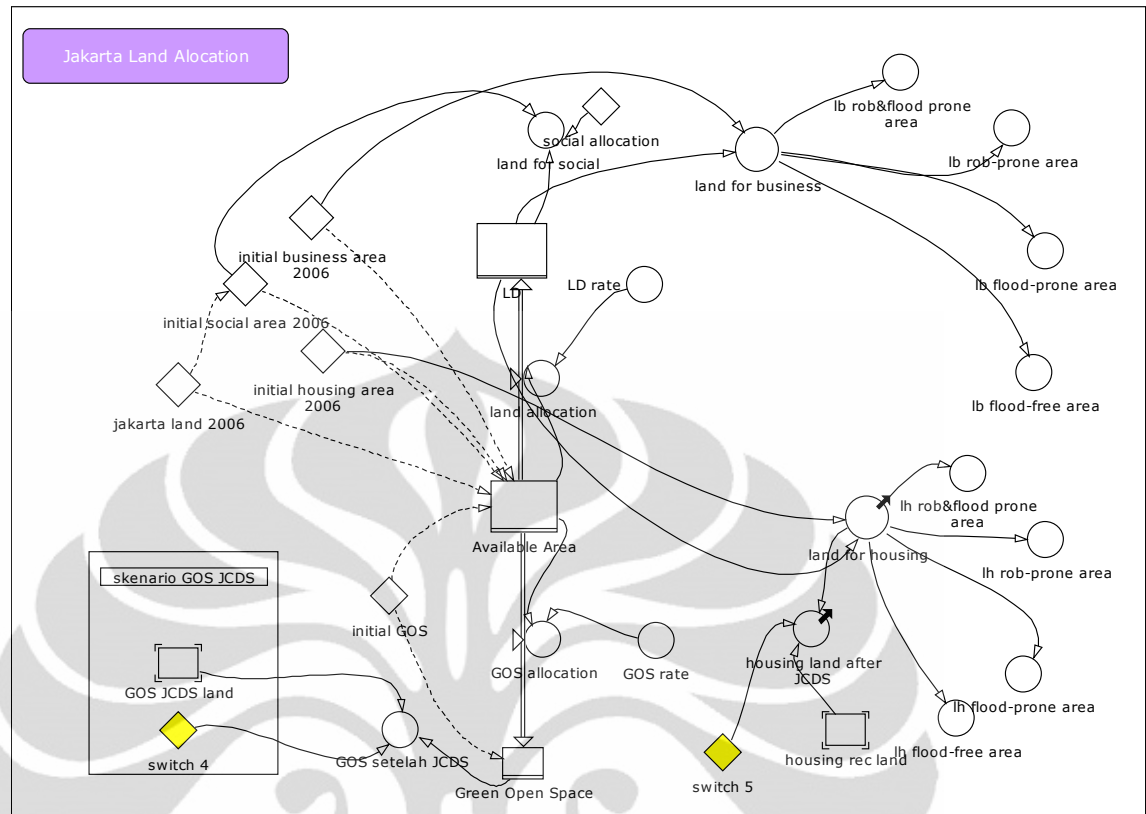 Jakarta Land Alocation
lb rob&flood prone
area
social allocation
lb rob-prone area
land for social
land for business
initial business area
2006
LD
LD rate
lb flood-prone area
initial social area 2006
initial housing area
2006
land allocation
lb flood-free area
jakarta land 2006
lh rob&flood prone
area
Available Area
land for housing
lh rob-prone area
skenario GOS JCDS
initial GOS
GOS JCDS land
GOS allocation
GOS rate
housing land after
JCDS
lh flood-prone area
switch 4
GOS setelah JCDS
housing rec land
lh flood-free area
Green Open Space
switch 5